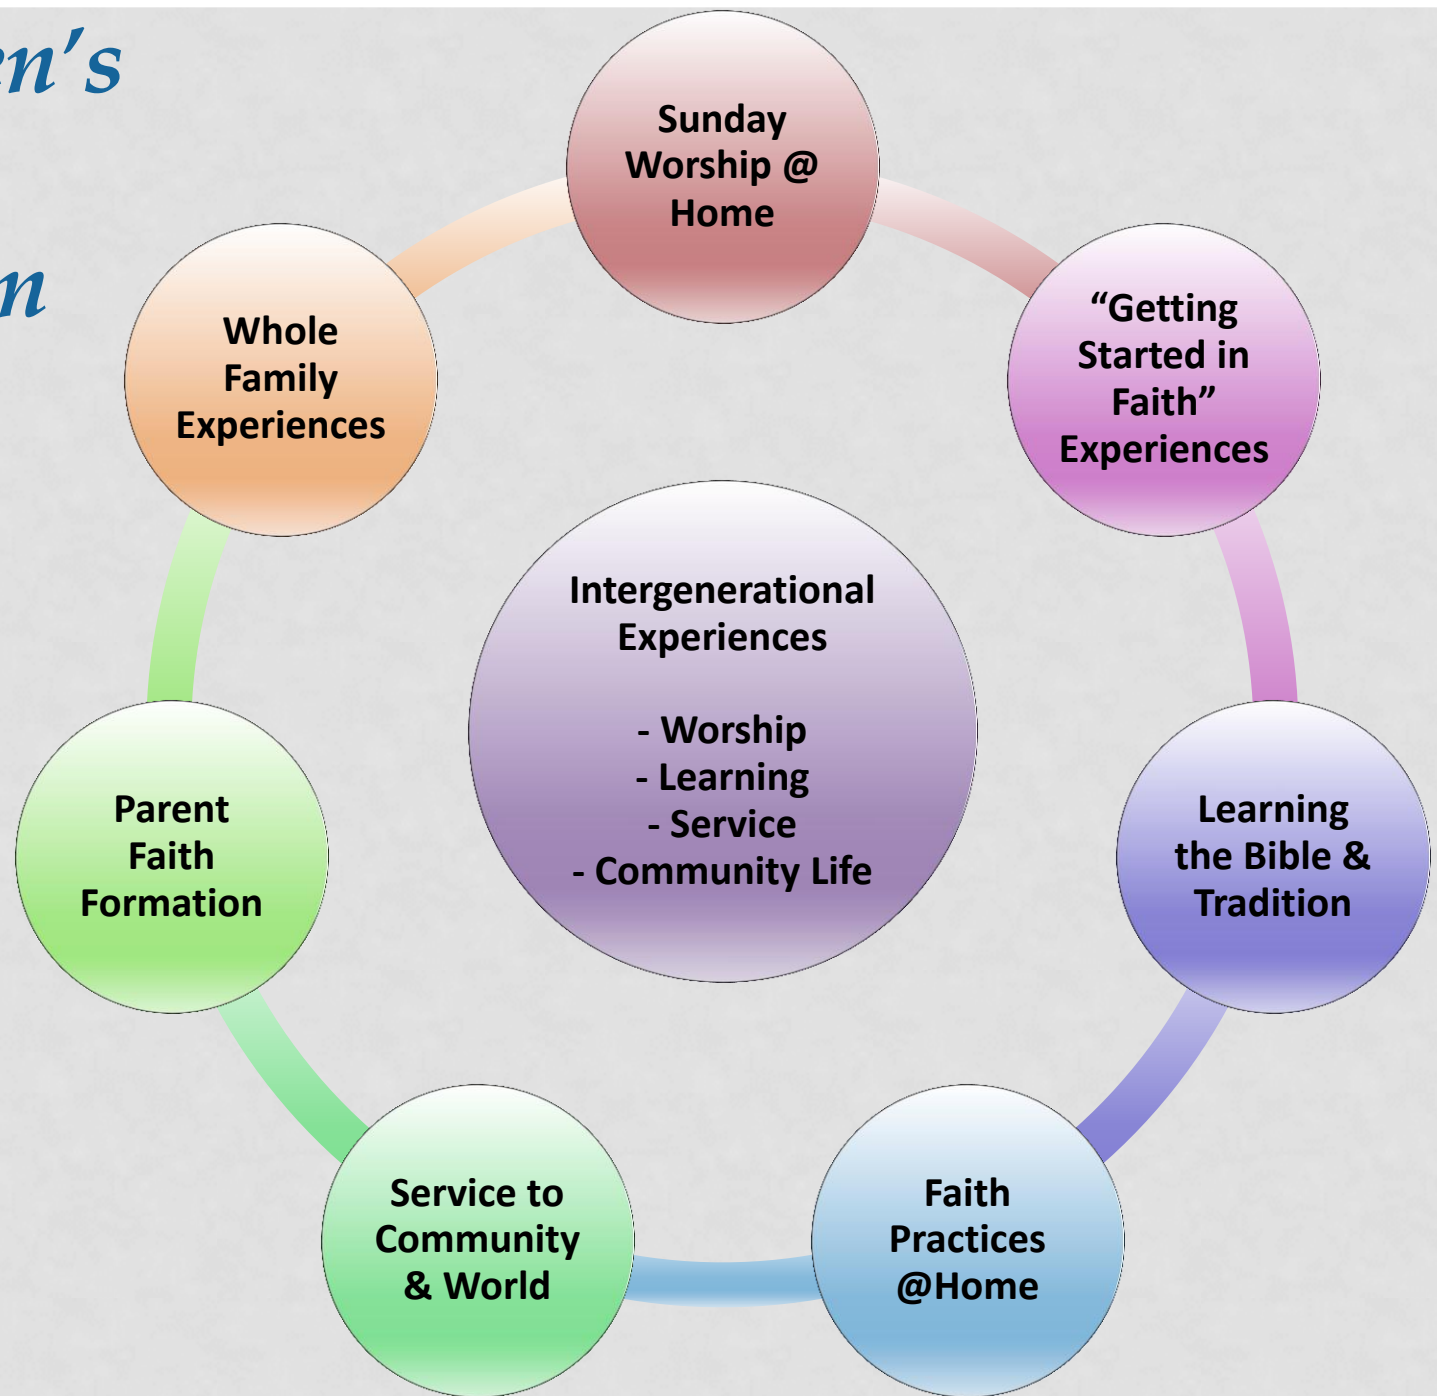 en's
n
Sunday
Worship @
Home
“Getting
Started in
Faith”
Experiences
Learning
the Bible &
Tradition
Faith
Practices
@Home
Service to
Community
& World
Parent
Faith
Formation
Whole
Family
Experiences
Intergenerational
Experiences
- Worship
- Learning
- Service
- Community Life